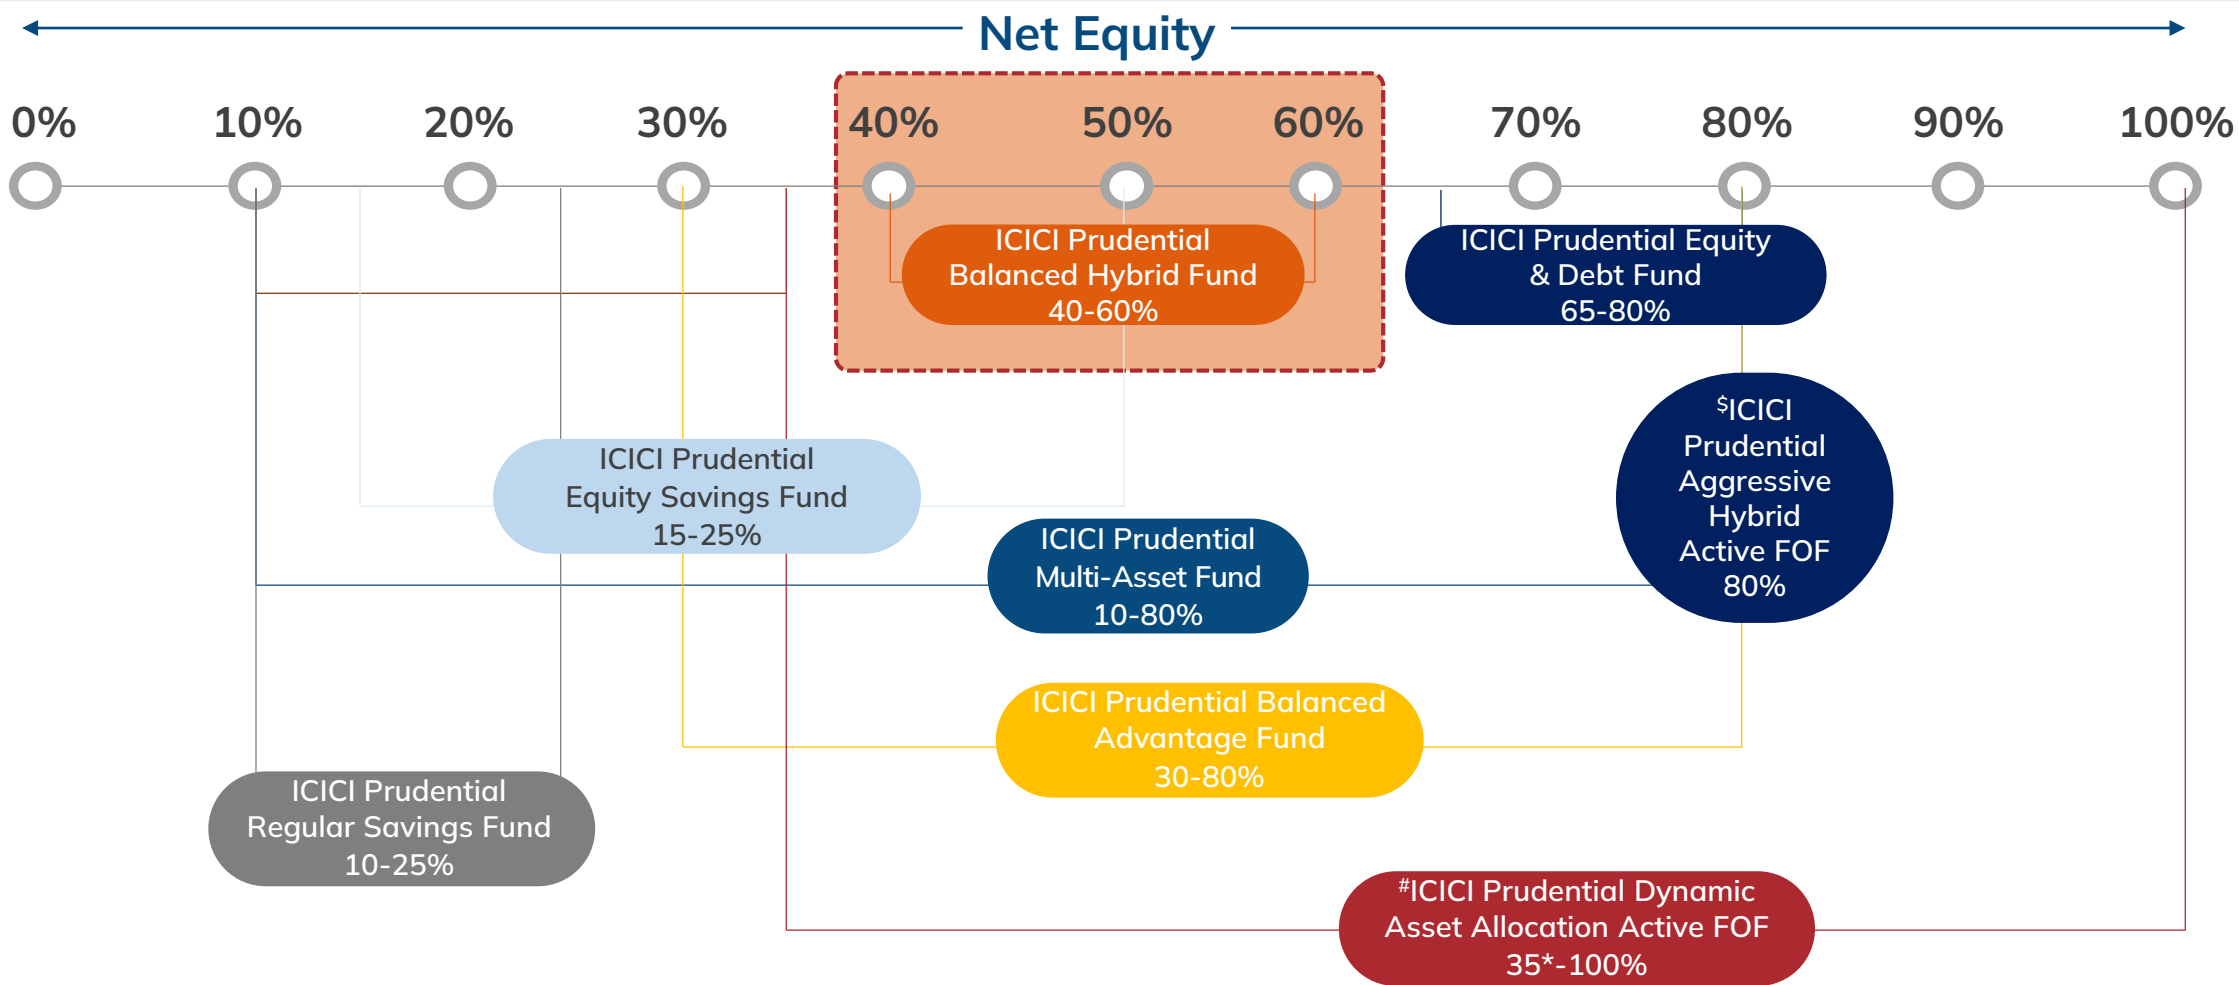 Net Equity
0% 10% 20% 30% 40% 50% 60% 70% 80% 90% 100%
ICICI Prudential
Balanced Hybrid Fund
40-60%
ICICI Prudential Equity
& Debt Fund
65-80%
$ICICI
Prudential
Aggressive
Hybrid
Active FOF
80%
ICICI Prudential
Equity Savings Fund
15-25%
ICICI Prudential
Multi-Asset Fund
10-80%
ICICI Prudential Balanced
Advantage Fund
30-80%
ICICI Prudential
Regular Savings Fund
10-25%
#ICICI Prudential Dynamic
Asset Allocation Active FOF
35*-100%